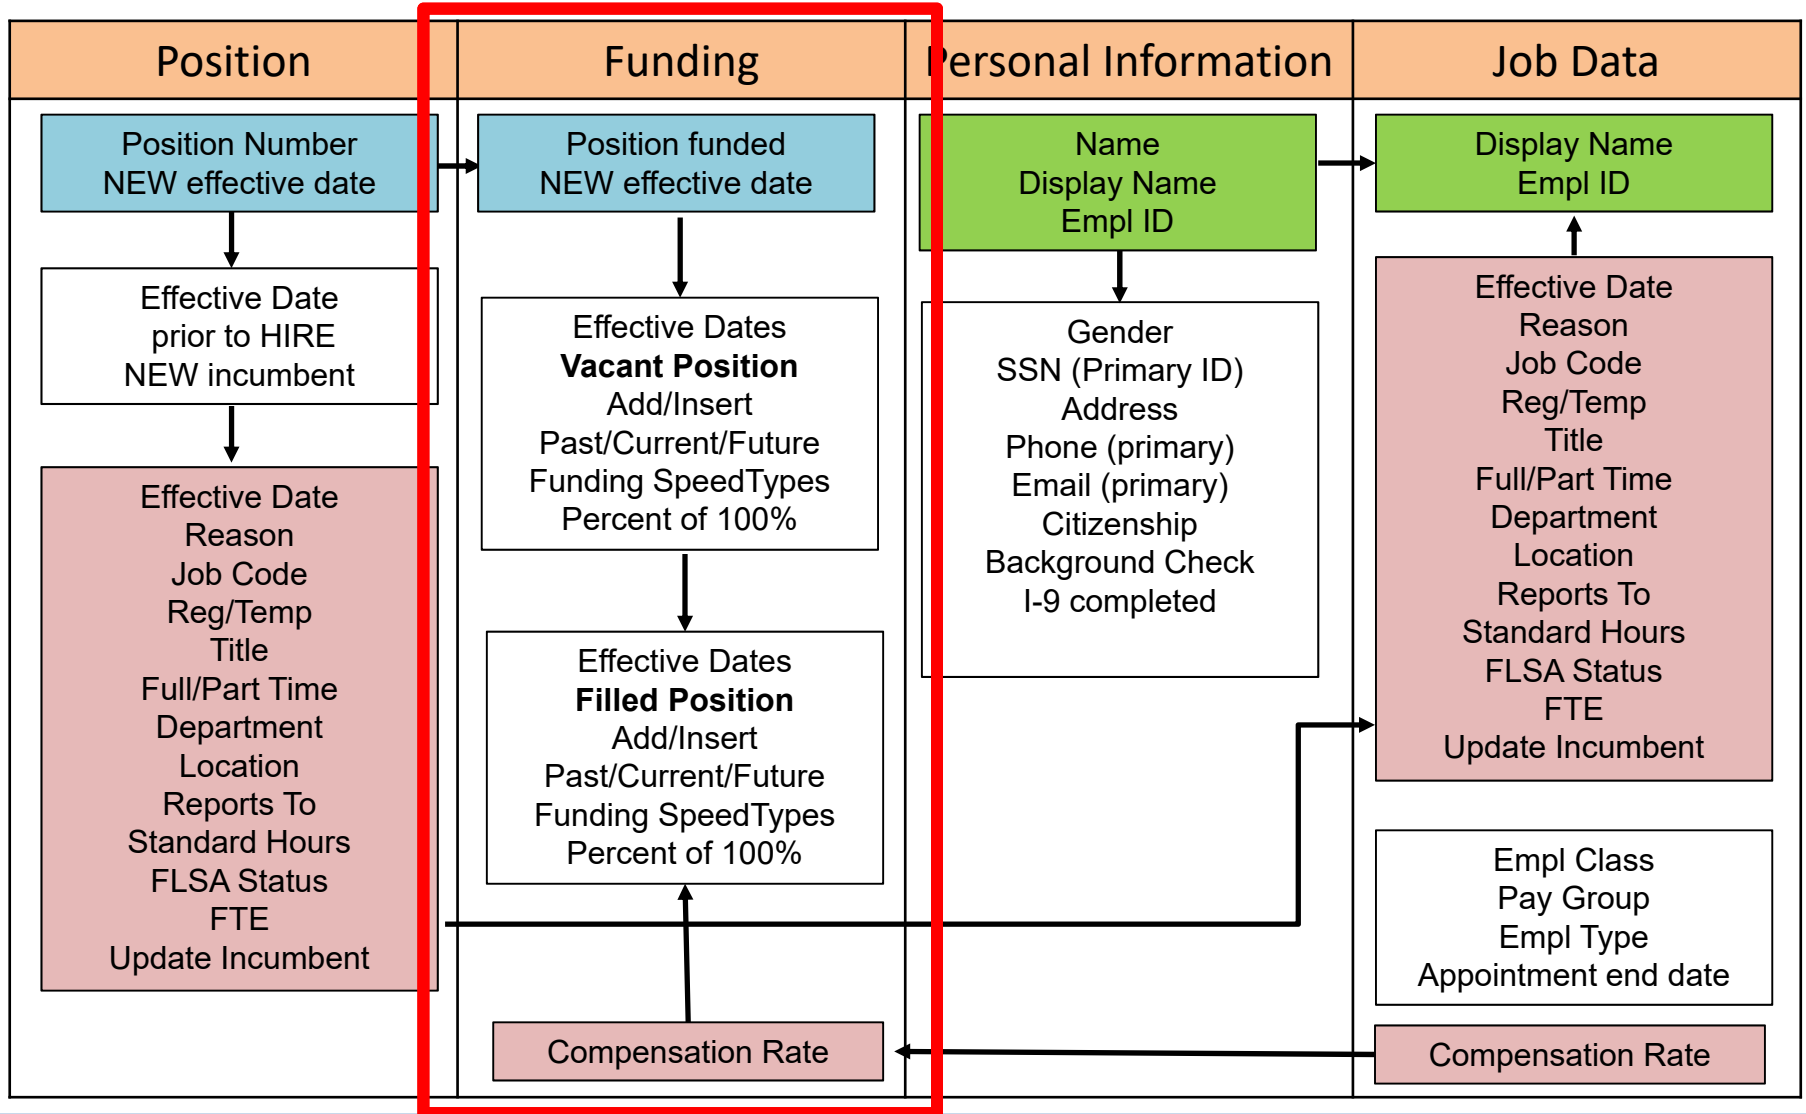 Position
Funding
Personal Information
Job Data
Position Number
NEW effective date
Effective Date
prior to HIRE
NEW incumbent
Effective Date
Reason
Job Code
Reg/Temp
Title
Full/Part Time
Department
Location
Reports To
Standard Hours
FLSA Status
FTE
Update Incumbent
Position funded
NEW effective date
Effective Dates
Vacant Position
Add/Insert
Past/Current/Future
Funding SpeedTypes
Percent of 100%
Effective Dates
Filled Position
Add/Insert
Past/Current/Future
Funding SpeedTypes
Percent of 100%
Compensation Rate
Name
Display Name
Empl ID
Gender
SSN (Primary ID)
Address
Phone (primary)
Email (primary)
Citizenship
Background Check
I-9 completed
Display Name
Empl ID
Effective Date
Reason
Job Code
Reg/Temp
Title
Full/Part Time
Department
Location
Reports To
Standard Hours
FLSA Status
FTE
Update Incumbent
Empl Class
Pay Group
Empl Type
Appointment end date
Compensation Rate